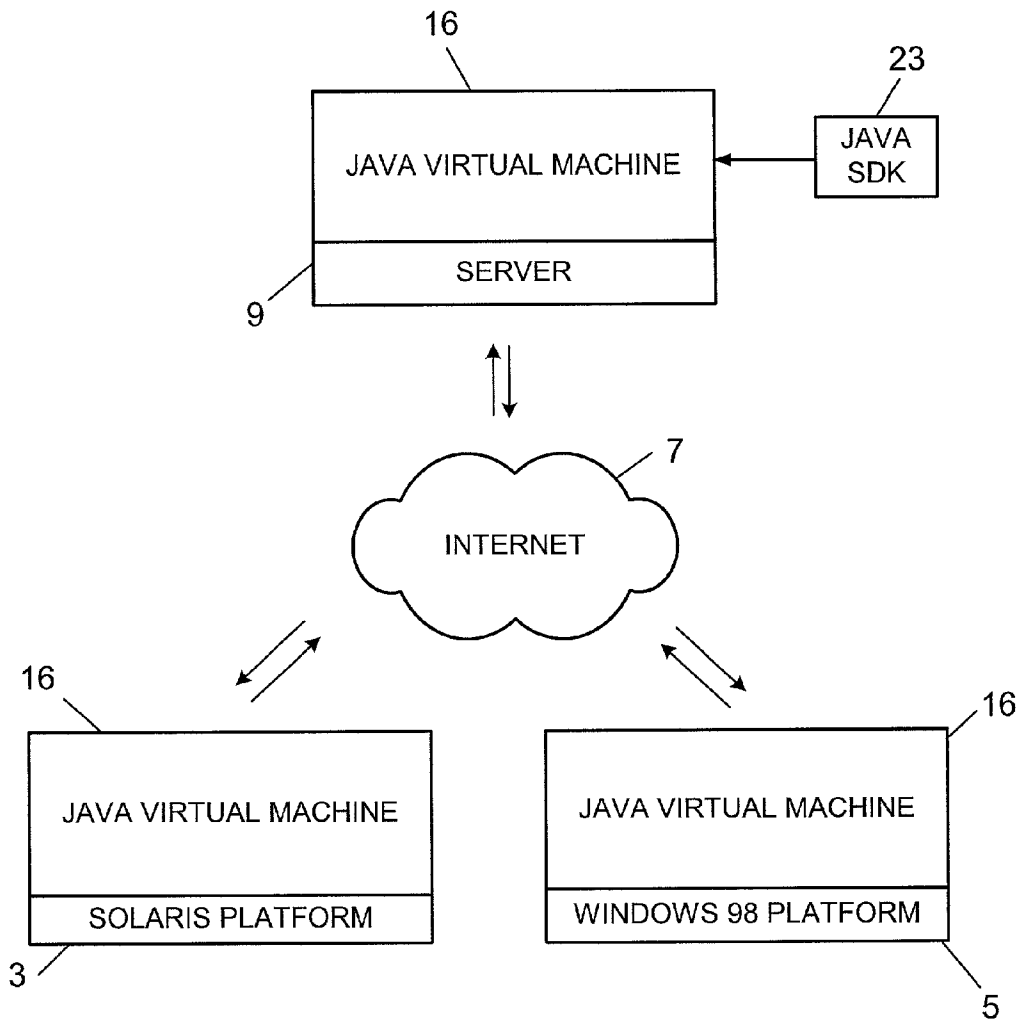 16
23
JAVA VIRTUAL MACHINE
JAVA
SDK
SERVER
9
7
INTERNET
16
16
JAVA VIRTUAL MACHINE
JAVA VIRTUAL MACHINE
SOLARIS PLATFORM
WINDOWS 98 PLATFORM
3
5